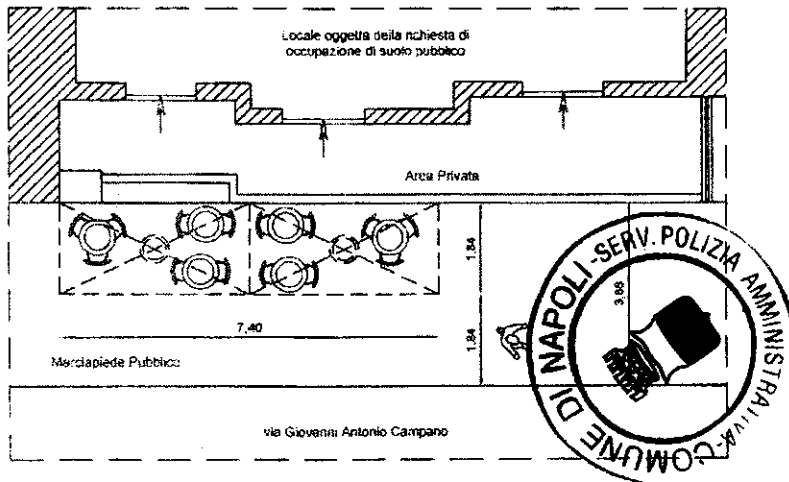 Locale oggetta della richiesta di
occupazione di suolo pubblico
Area Privata
1,84
3,68
7,40
1,84
Marciapiede Pubblico
via Giovanni Antonio Campano
COMUNE DI NAPOLI - SERV. POLIZIA AMMINISTRATIVA